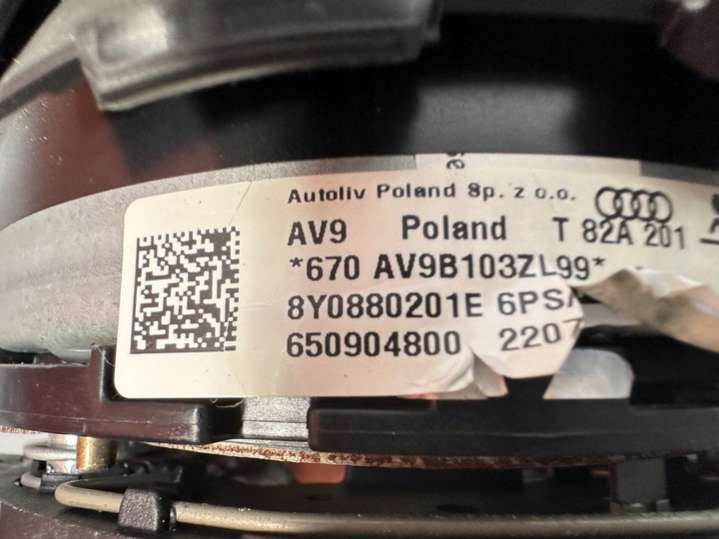 Autoliv Poland Sp. z o.o.
AV9 Poland T 82A 201
*670 AV9B103ZL99*
8Y0880201E 6PS
650904800 2207